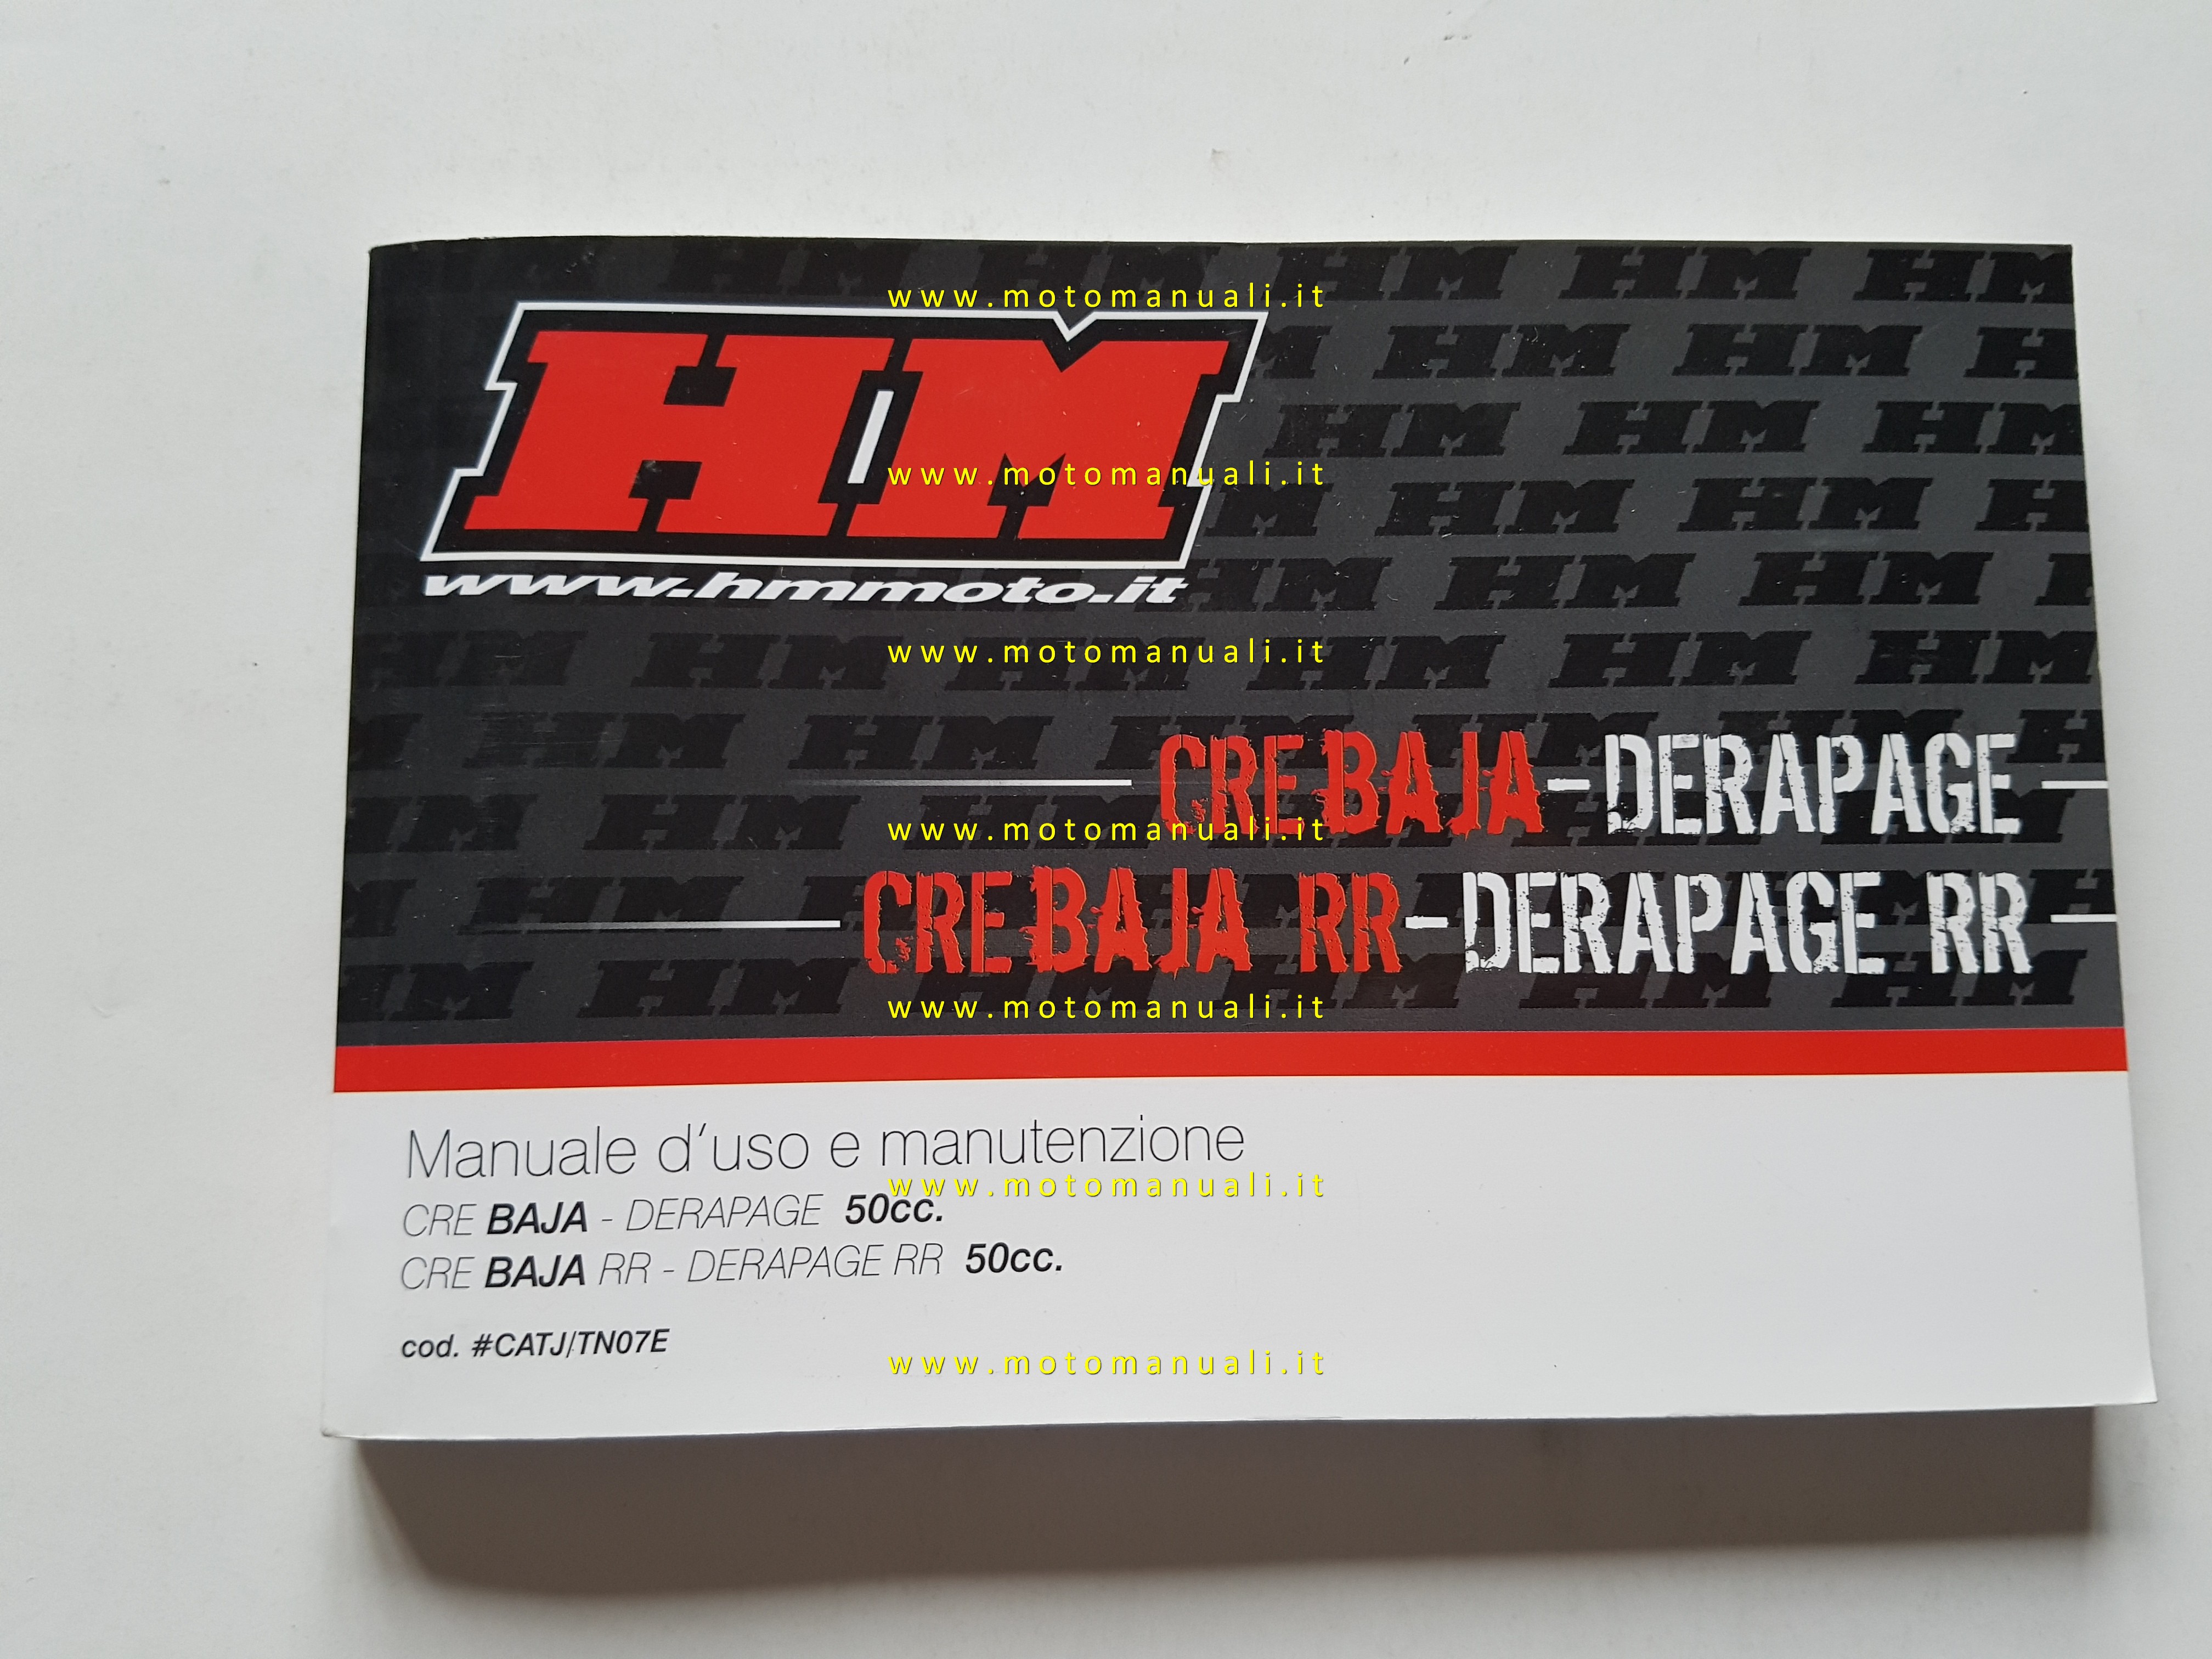 www.motomanuali.it
HM
www.motomanuali.it
www.hmmoto.it
www.motomanuali.it
CRE BAJA-DERAPAGE
www.motomanuali.it
CRE BAJA RR-DERAPAGE RR
www.motomanuali.it
Manuale d'uso e manutenzione
www.motomanuali.it
CRE BAJA - DERAPAGE 50cc.
CRE BAJA RR - DERAPAGE RR 50cc.
cod. #CATJ/TN07E
www.motomanuali.it